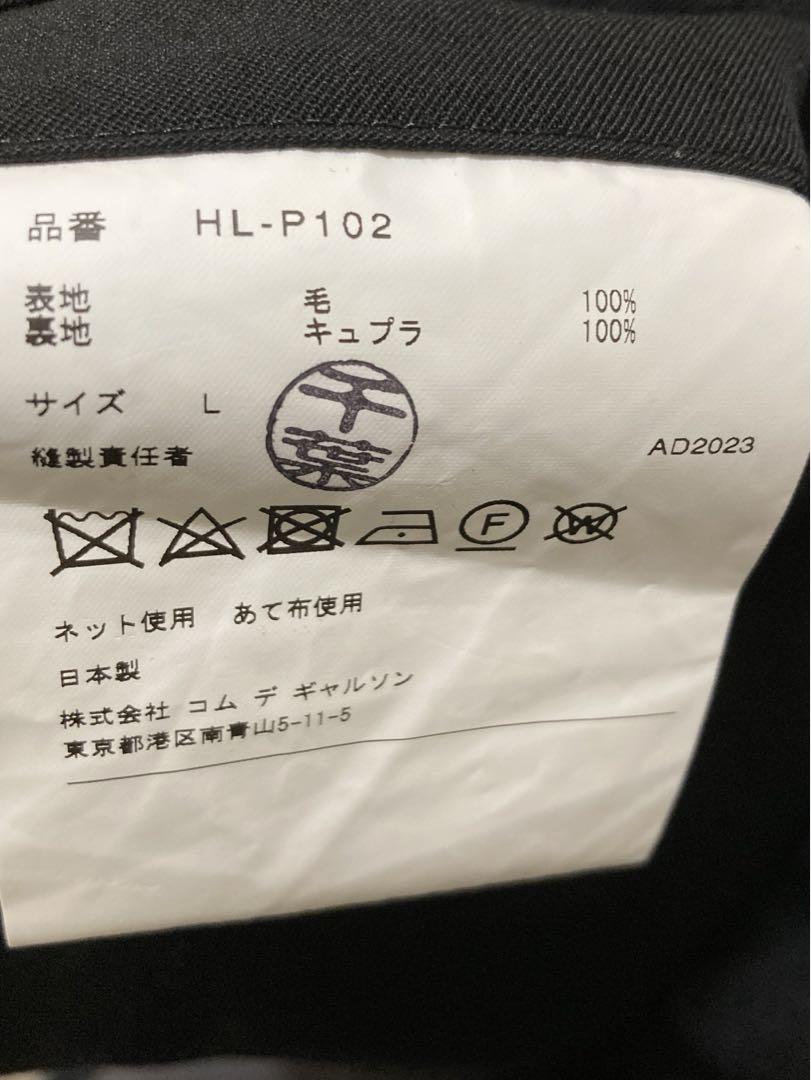 品番 HL-P102
表地 毛 100%
裏地 キュプラ 100%
サイズ L
千葉
縫製責任者
AD2023
F
W
ネット使用 あて布使用
日本製
株式会社 コム デ ギャルソン
東京都港区南青山5-11-5